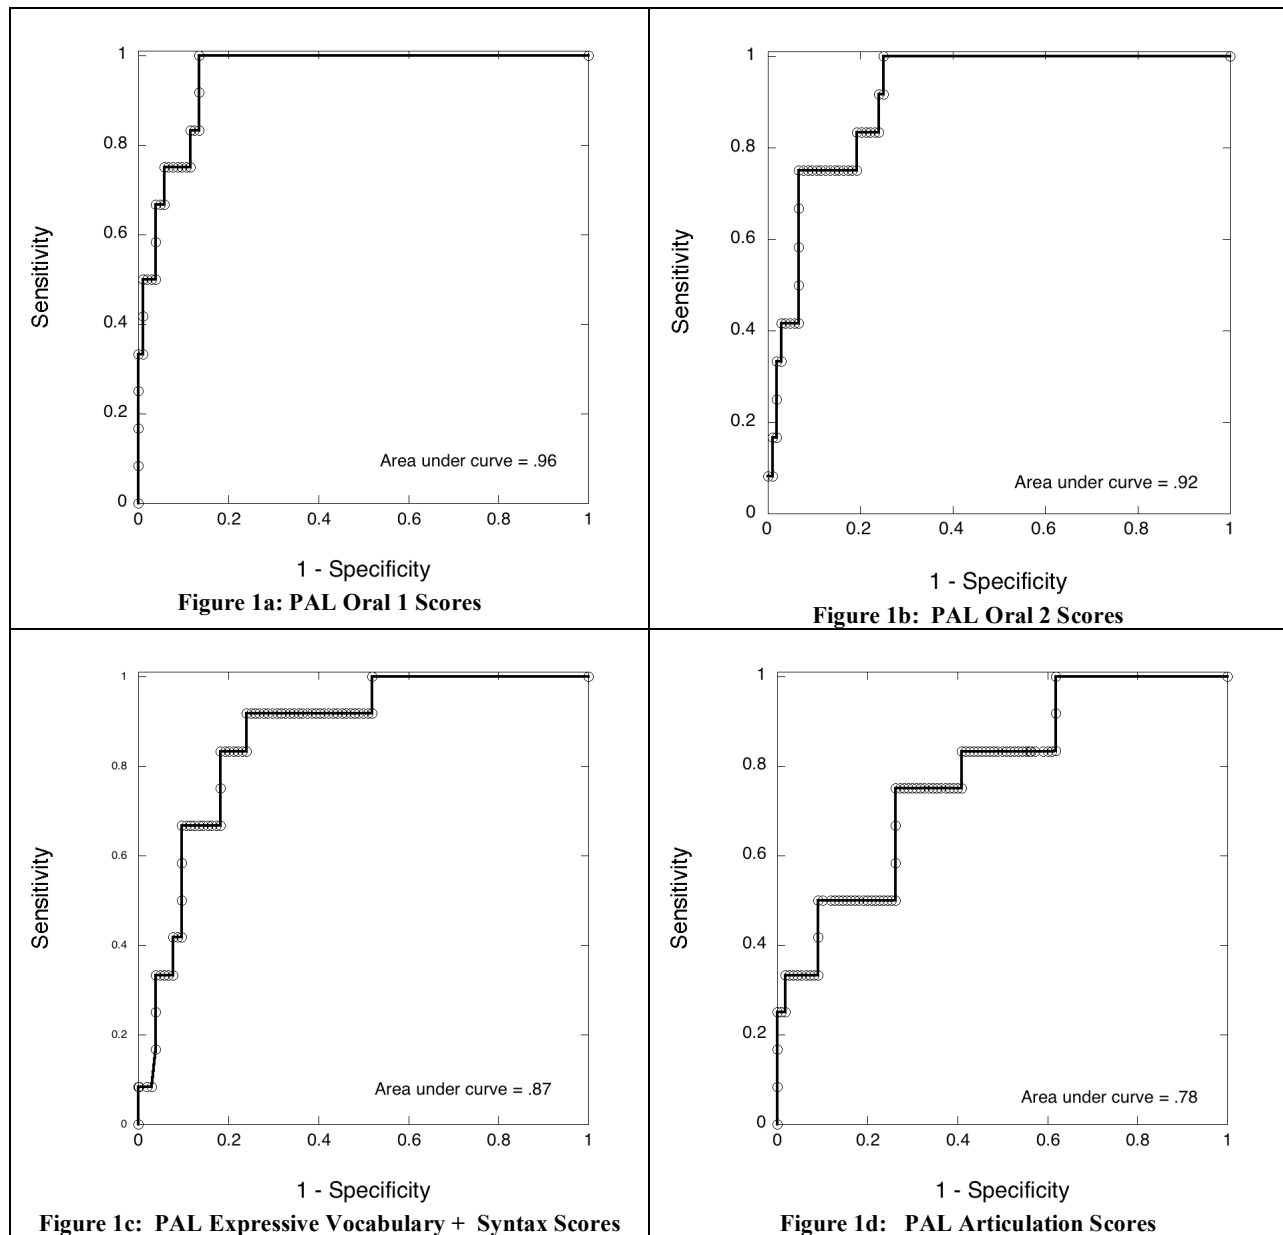 1
0.8
0.6
0.4
0.2
0
Sensitivity
Area under curve = .96
0 0.2 0.4 0.6 0.8 1
1 - Specificity
Figure 1a: PAL Oral 1 Scores
1
0.8
0.6
0.4
0.2
0
Sensitivity
Area under curve = .92
0 0.2 0.4 0.6 0.8 1
1 - Specificity
Figure 1b: PAL Oral 2 Scores
1
0.8
0.6
0.4
0.2
0
Sensitivity
Area under curve = .87
0 0.2 0.4 0.6 0.8 1
1 - Specificity
Figure 1c: PAL Expressive Vocabulary + Syntax Scores
1
0.8
0.6
0.4
0.2
0
Sensitivity
Area under curve = .78
0 0.2 0.4 0.6 0.8 1
1 - Specificity
Figure 1d: PAL Articulation Scores